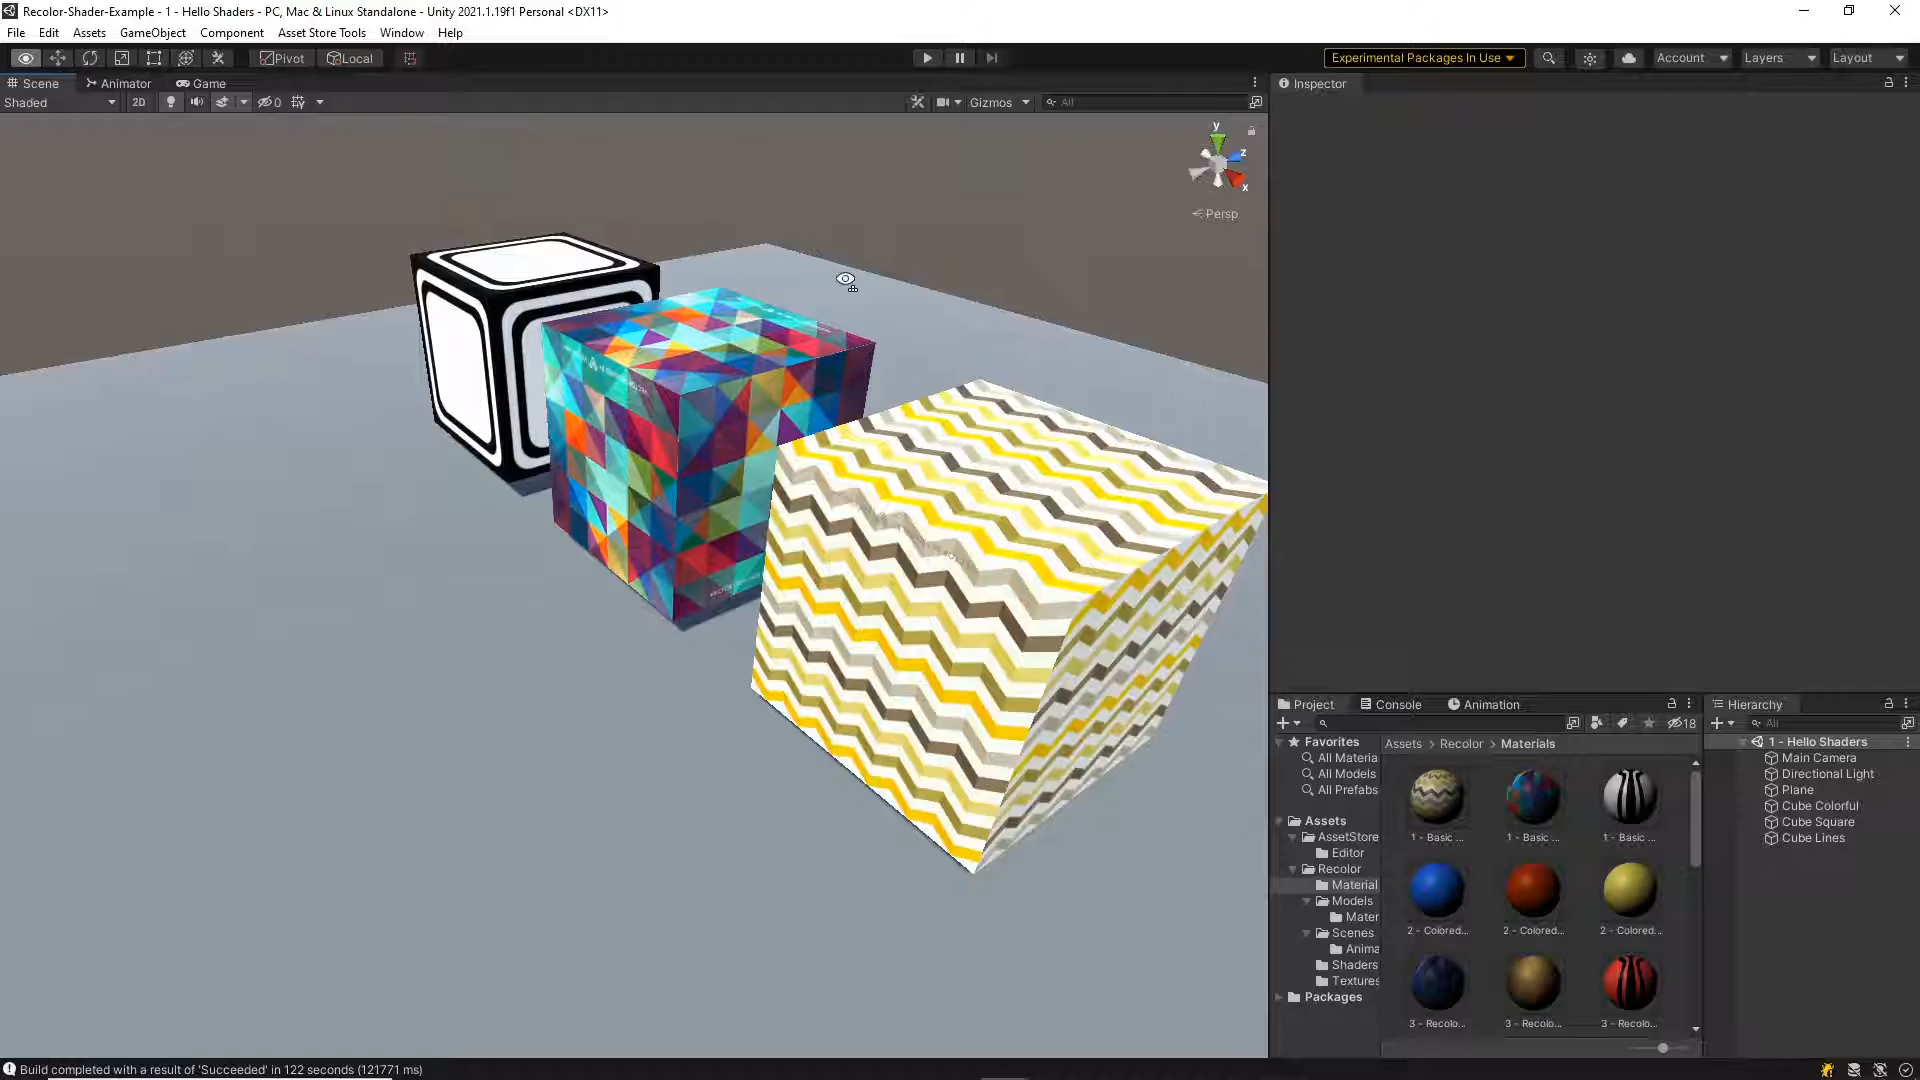 Recolor-Shader-Example - 1 - Hello Shaders - PC, Mac & Linux Standalone - Unity 2021.1.19f1 Personal <DX11>
File Edit Assets GameObject Component Asset Store Tools Window Help
Pivot Local Experimental Packages In Use Account Layers Layout
Scene Animator Game Inspector
Shaded 2D 0 Gizmos All
y
z
x
Persp
Project Console Animation Hierarchy
18 All
Favorites
All Materia
All Models
All Prefabs
Assets
AssetStore
Editor
Recolor
Material
Models
Mater
Scenes
Anima
Shaders
Textures
Packages
Assets > Recolor > Materials
1 - Basic ... 1 - Basic ... 1 - Basic ...
2 - Colored... 2 - Colored... 2 - Colored...
3 - Recolo... 3 - Recolo... 3 - Recolo...
1 - Hello Shaders
Main Camera
Directional Light
Plane
Cube Colorful
Cube Square
Cube Lines
Build completed with a result of 'Succeeded' in 122 seconds (121771 ms)